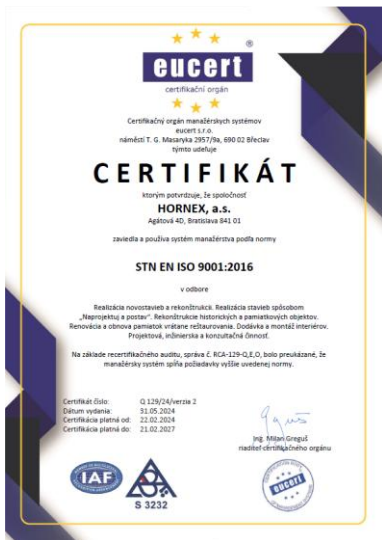 ®
eucert
certifikační orgán
Certifikačný orgán manažérskych systémov
eucert s.r.o.
náměstí T. G. Masaryka 2957/9a, 690 02 Břeclav
týmto udeľuje
CERTIFIKÁT
ktorým potvrdzuje, že spoločnosť
HORNEX, a.s.
Agátová 4D, Bratislava 841 01
zaviedla a používa systém manažérstva podľa normy
STN EN ISO 9001:2016
v odbore
Realizácia novostavieb a rekonštrukcií. Realizácia stavieb spôsobom
„Naprojektuj a postav“. Rekonštrukcie historických a pamiatkových objektov.
Renovácia a obnova pamiatok vrátane reštaurovania. Dodávka a montáž interiérov.
Projektová, inžinierska a konzultačná činnosť.
Na základe recertifikačného auditu, správa č. RCA-129-Q,E,O, bolo preukázané, že
manažérsky systém spĺňa požiadavky vyššie uvedenej normy.
Certifikát číslo: Q 129/24/verzia 2
Dátum vydania: 31.05.2024
Certifikácia platná od: 22.02.2024
Certifikácia platná do: 21.02.2027
Ing. Milan Greguš
riaditeľ certifikačného orgánu
IAF
S 3232
eucert